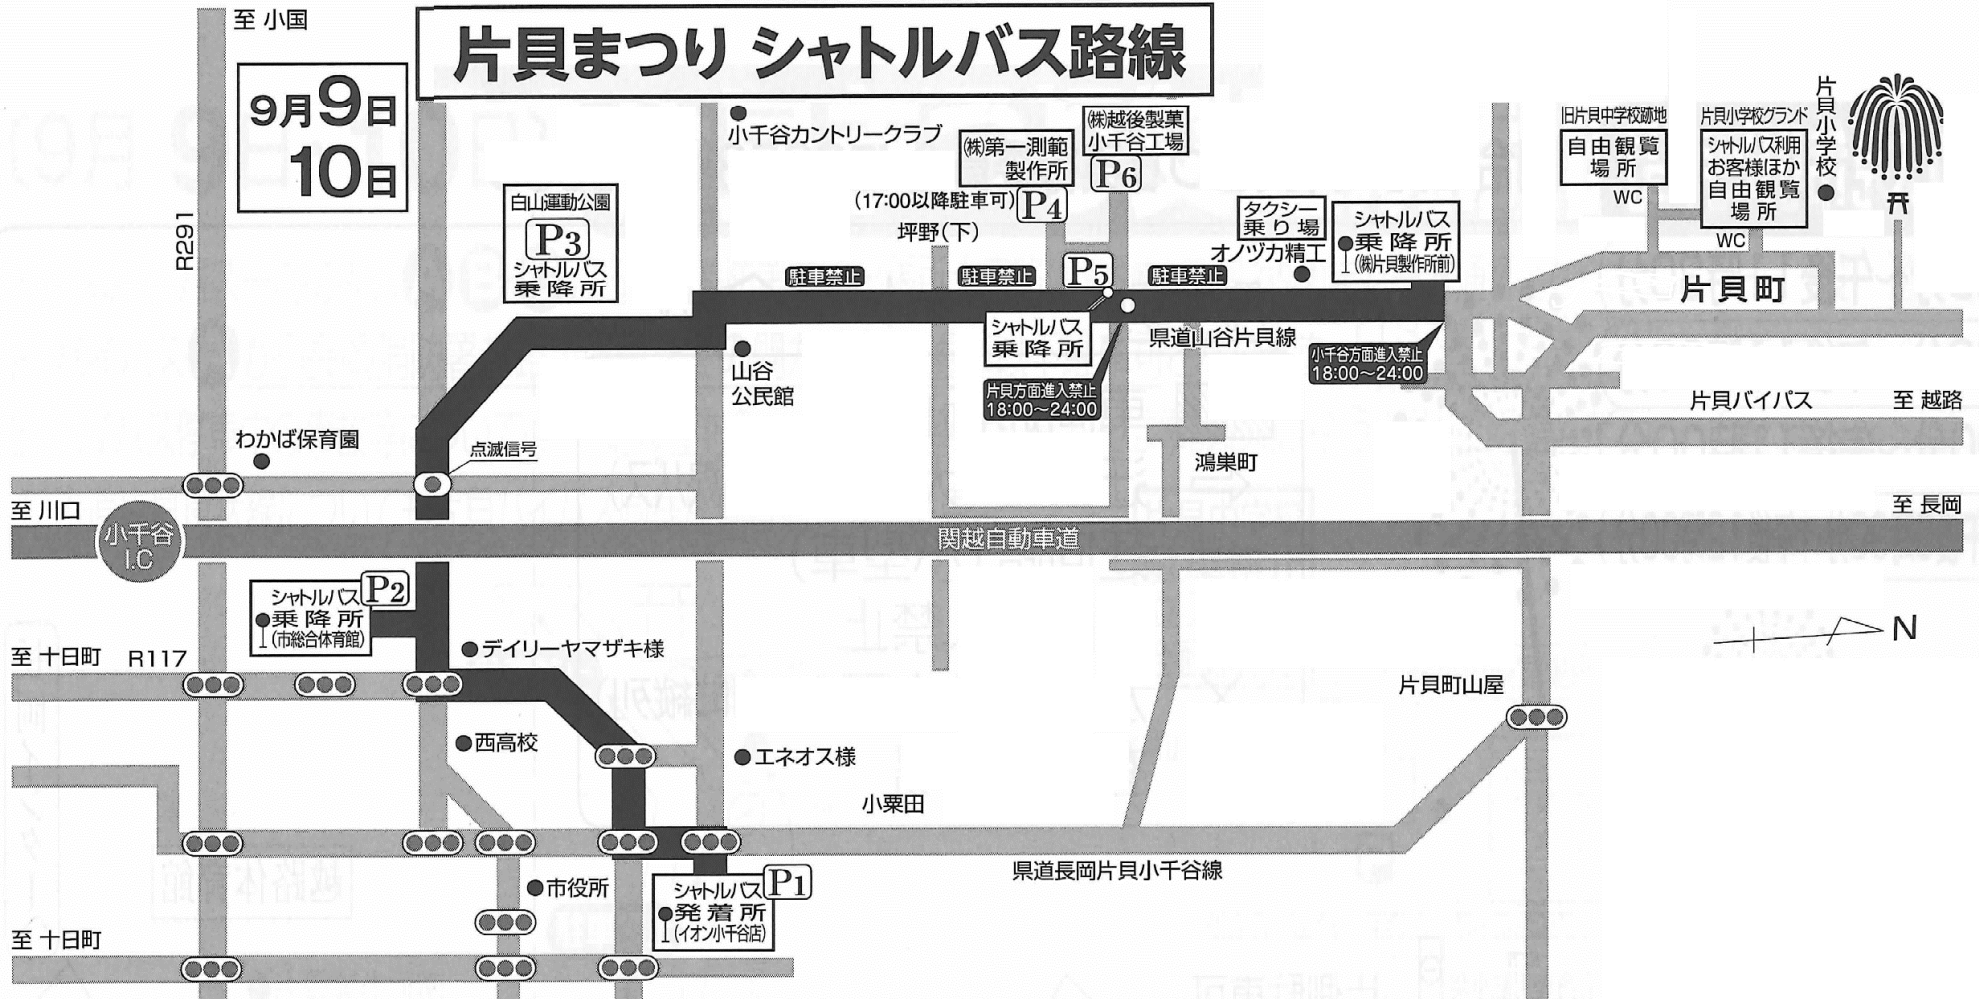 至 小国
片貝まつり シャトルバス路線
9月9日
10日
R291
小千谷カントリークラブ
㈱第一測範
製作所
P4
(17:00以降駐車可)
㈱越後製菓
小千谷工場
P6
坪野(下)
白山運動公園
P3
シャトルバス
乗降所
駐車禁止
駐車禁止
P5
駐車禁止
タクシー
乗り場
オノヅカ精工
シャトルバス
乗降所
(㈱片貝製作所前)
旧片貝中学校跡地
自由観覧
場所
WC
片貝小学校グランド
シャトルバス利用
お客様ほか
自由観覧
場所
WC
片貝小学校
片貝町
シャトルバス
乗降所
県道山谷片貝線
片貝方面進入禁止
18:00〜24:00
小千谷方面進入禁止
18:00〜24:00
山谷
公民館
片貝バイパス
至 越路
わかば保育園
点滅信号
鴻巣町
至 川口
小千谷
I.C
関越自動車道
至 長岡
シャトルバス
乗降所
(市総合体育館)
P2
デイリーヤマザキ様
至 十日町
R117
N
片貝町山屋
西高校
エネオス様
小粟田
県道長岡片貝小千谷線
市役所
シャトルバス
発着所
(イオン小千谷店)
P1
至 十日町